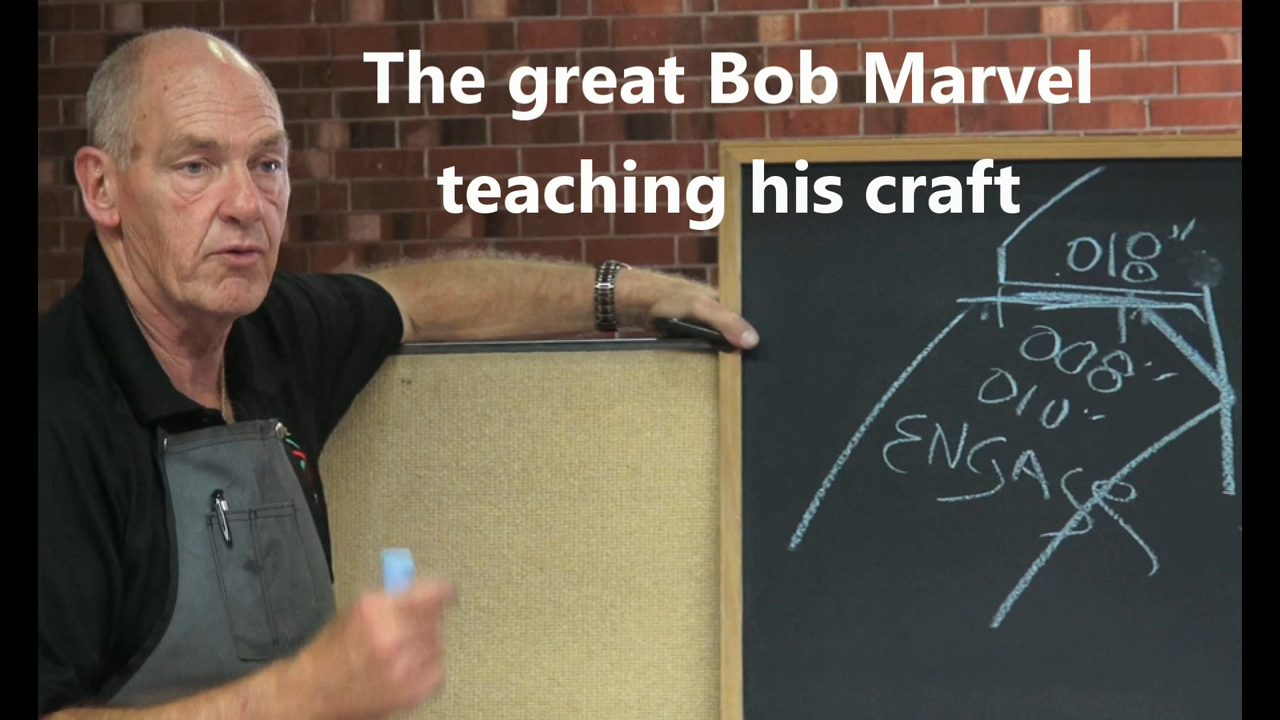 The great Bob Marvel
teaching his craft
.018"
008"
010"
ENGAGE